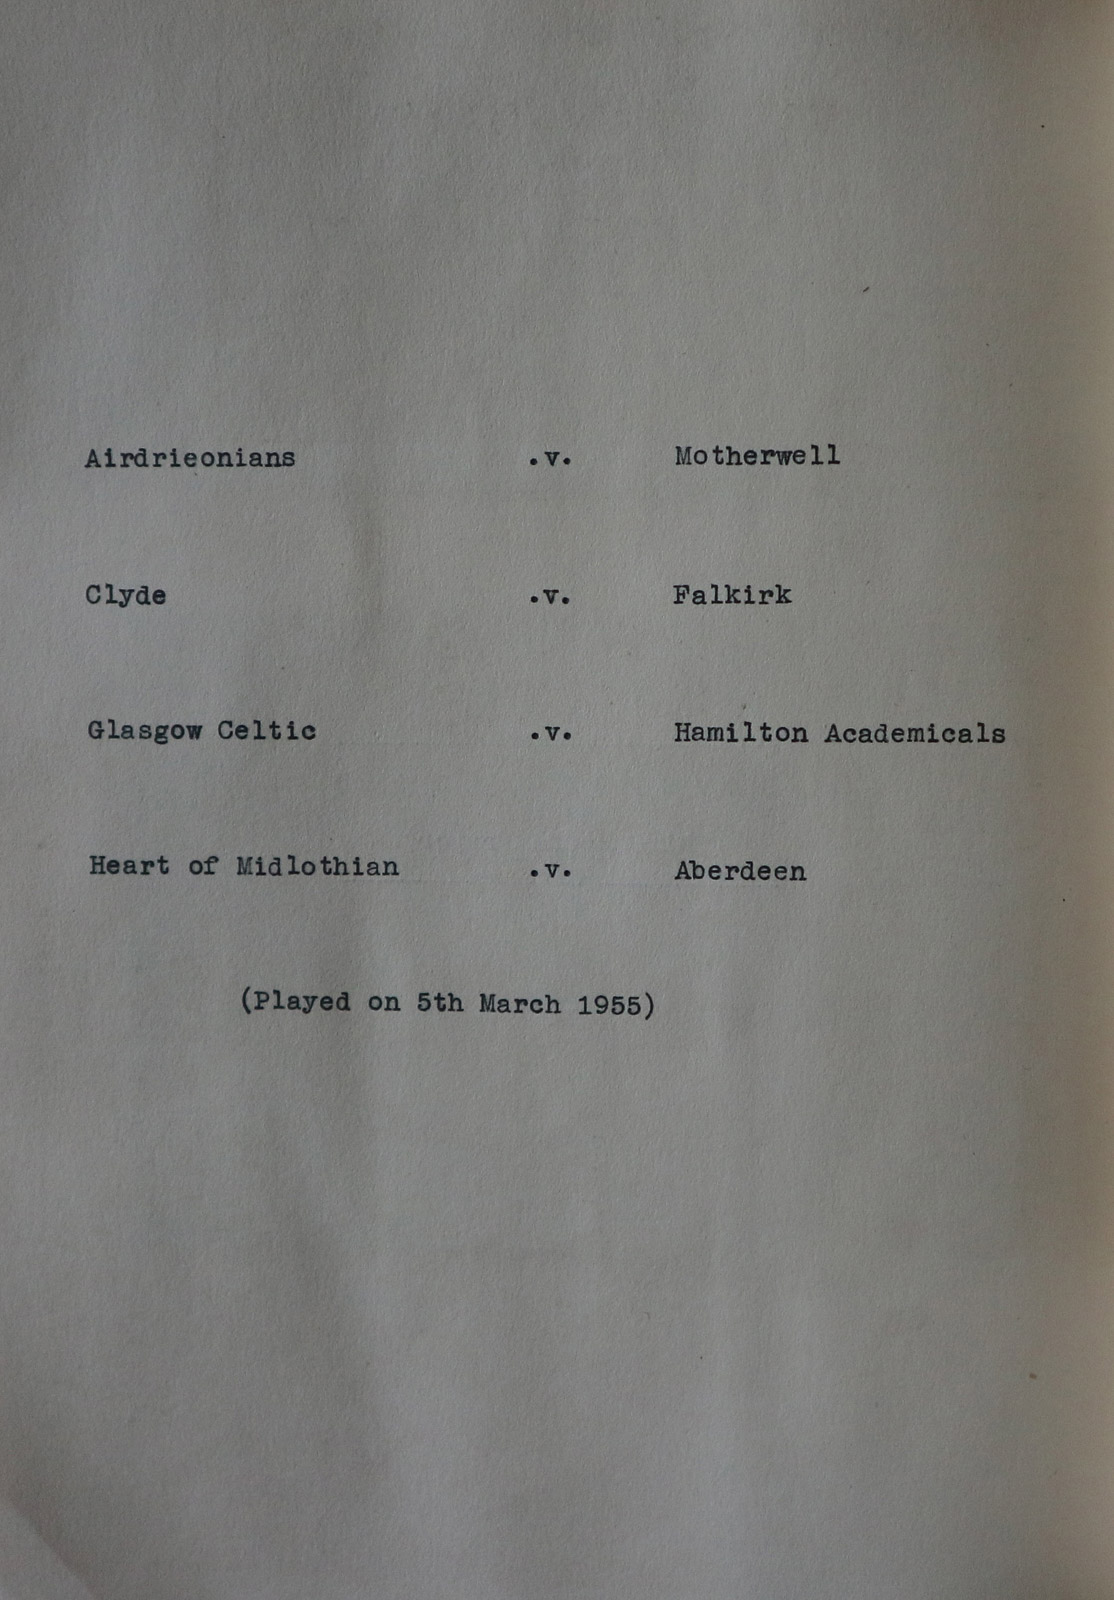 Airdrieonians .v. Motherwell
Clyde .v. Falkirk
Glasgow Celtic .v. Hamilton Academicals
Heart of Midlothian .v. Aberdeen
(Played on 5th March 1955)